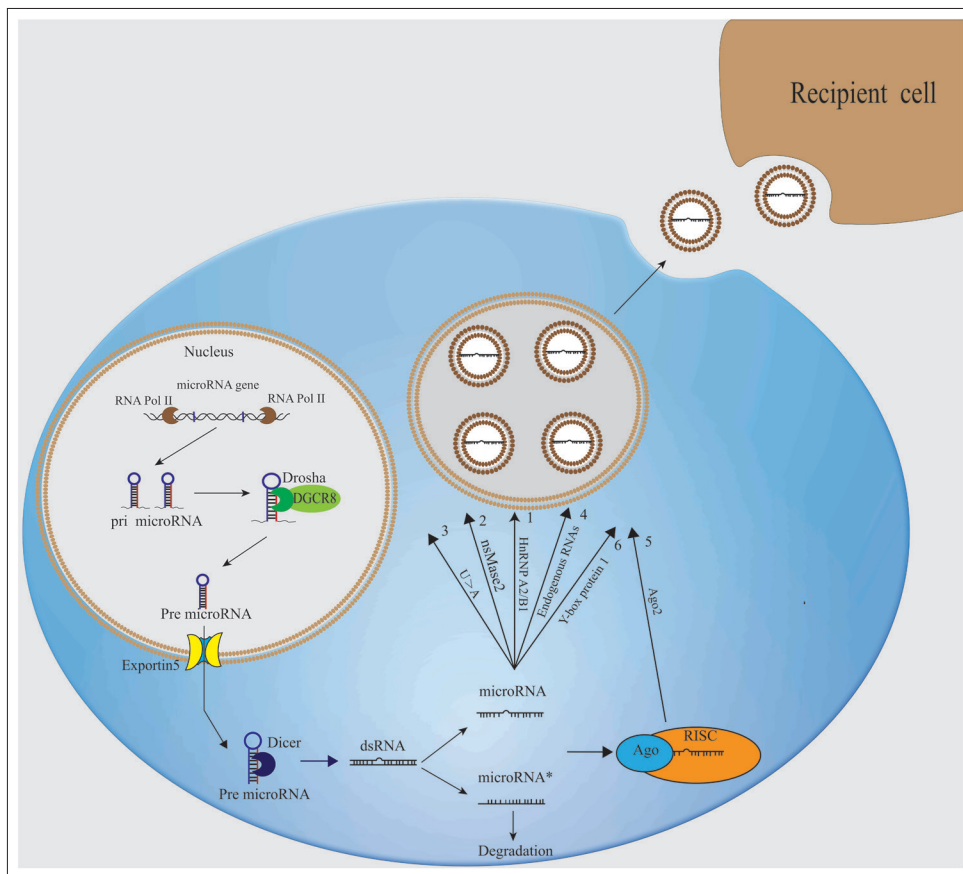 Recipient cell
Nucleus
microRNA gene
RNA Pol II
RNA Pol II
Drosha
DGCR8
pri microRNA
Pre microRNA
Exportin5
3
2
1
4
6
5
U>A
nsMase2
HnRNP A2/B1
Endogenous RNAs
Y-box protein 1
Ago2
microRNA
Dicer
dsRNA
RISC
Ago
microRNA*
Pre microRNA
Degradation